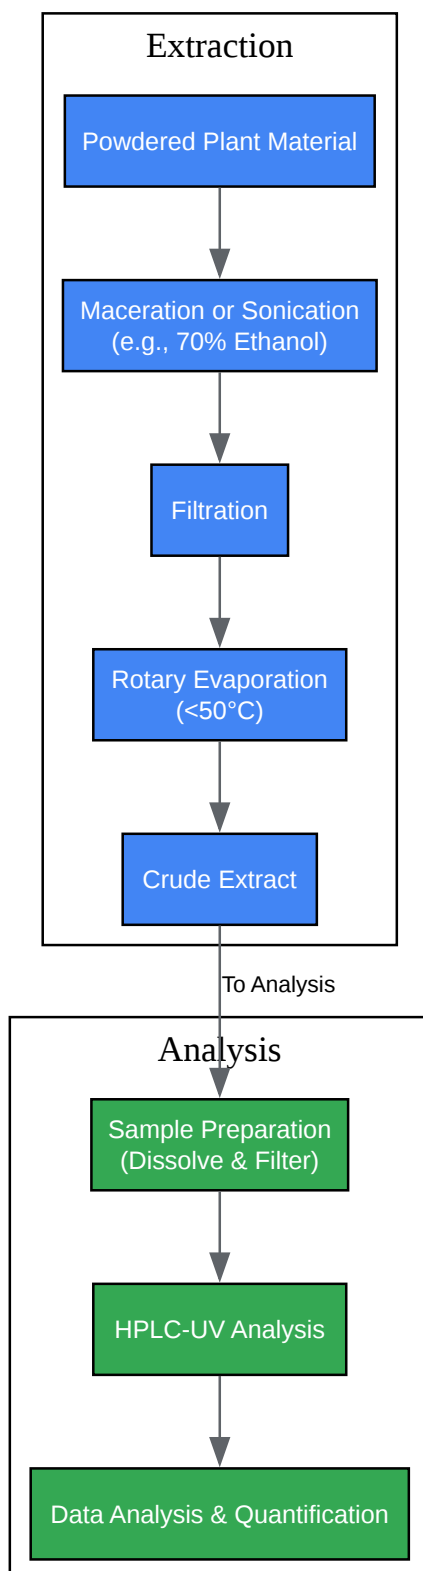 Extraction
Powdered Plant Material
Maceration or Sonication
(e.g., 70% Ethanol)
Filtration
Rotary Evaporation
(<50°C)
Crude Extract
To Analysis
Analysis
Sample Preparation
(Dissolve & Filter)
HPLC-UV Analysis
Data Analysis & Quantification